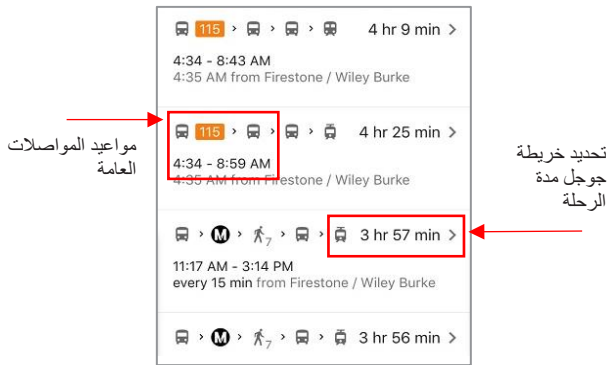 115 4 hr 9 min
4:34 - 8:43 AM
4:35 AM from Firestone / Wiley Burke
115 4 hr 25 min
4:34 - 8:59 AM
4:35 AM from Firestone / Wiley Burke
مواعيد المواصلات
العامة
تحديد خريطة
جوجل مدة
الرحلة
M 7 3 hr 57 min
11:17 AM - 3:14 PM
every 15 min from Firestone / Wiley Burke
M 7 3 hr 56 min